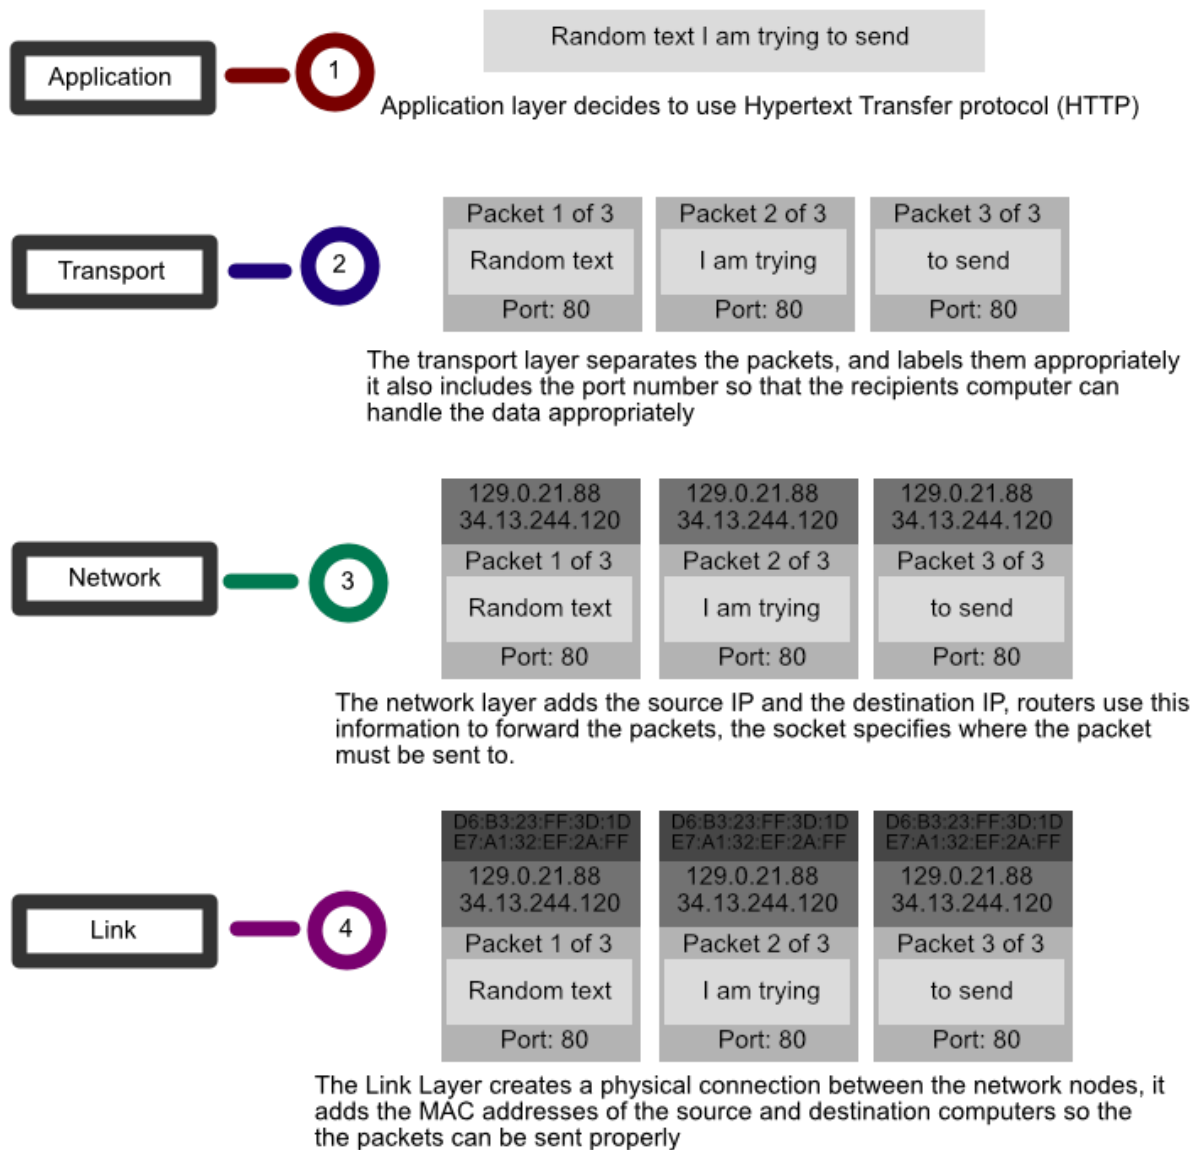 Random text I am trying to send
Application
1
Application layer decides to use Hypertext Transfer protocol (HTTP)
Packet 1 of 3
Packet 2 of 3
Packet 3 of 3
Transport
2
Random text
I am trying
to send
Port: 80
Port: 80
Port: 80
The transport layer separates the packets, and labels them appropriately
it also includes the port number so that the recipients computer can
handle the data appropriately
129.0.21.88
34.13.244.120
129.0.21.88
34.13.244.120
129.0.21.88
34.13.244.120
Network
3
Packet 1 of 3
Packet 2 of 3
Packet 3 of 3
Random text
I am trying
to send
Port: 80
Port: 80
Port: 80
The network layer adds the source IP and the destination IP, routers use this
information to forward the packets, the socket specifies where the packet
must be sent to.
D6:B3:23:FF:3D:1D
E7:A1:32:EF:2A:FF
D6:B3:23:FF:3D:1D
E7:A1:32:EF:2A:FF
D6:B3:23:FF:3D:1D
E7:A1:32:EF:2A:FF
129.0.21.88
34.13.244.120
129.0.21.88
34.13.244.120
129.0.21.88
34.13.244.120
Link
4
Packet 1 of 3
Packet 2 of 3
Packet 3 of 3
Random text
I am trying
to send
Port: 80
Port: 80
Port: 80
The Link Layer creates a physical connection between the network nodes, it
adds the MAC addresses of the source and destination computers so the
the packets can be sent properly